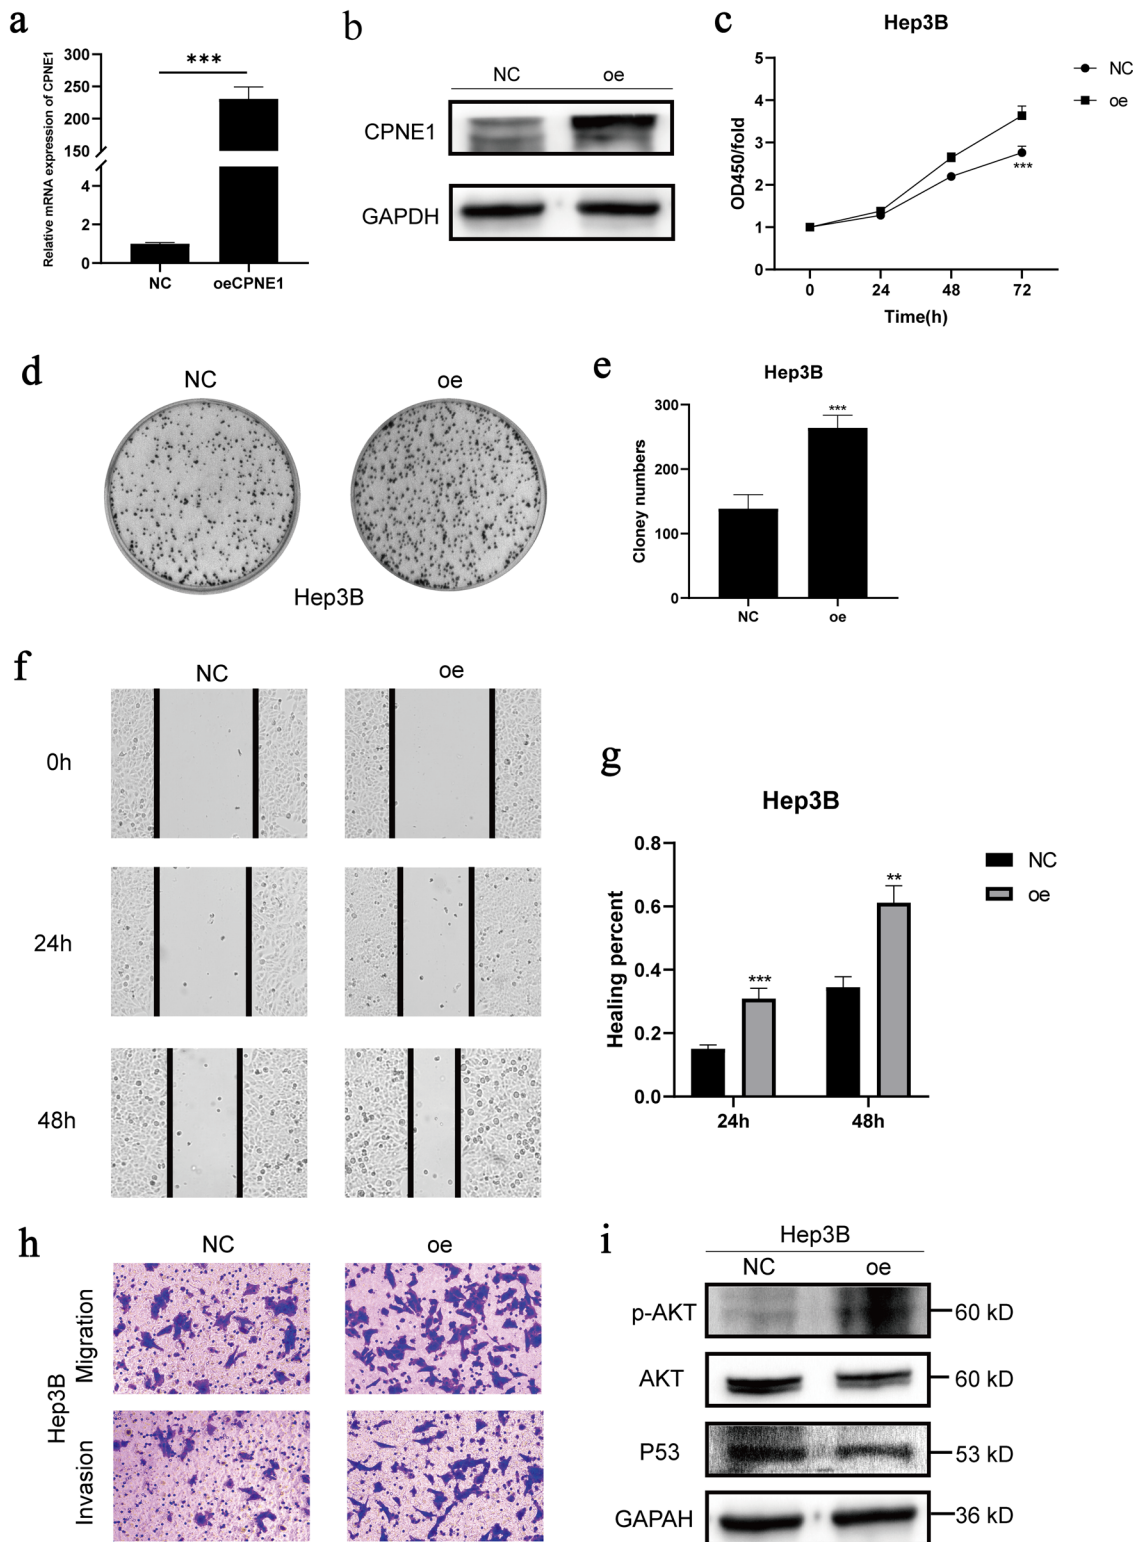 a
Relative mRNA expression of CPNE1
300
250
200
150
4
2
0
***
NC
oeCPNE1
b
NC
oe
CPNE1
GAPDH
c
Hep3B
OD450/fold
5
4
3
2
1
0
***
0
24
48
72
Time(h)
NC
oe
d
NC
oe
Hep3B
e
Hep3B
Cloney numbers
300
200
100
0
***
NC
oe
f
NC
oe
0h
24h
48h
g
Hep3B
Healing percent
0.8
0.6
0.4
0.2
0.0
***
**
24h
48h
NC
oe
h
NC
oe
Hep3B
Migration
Invasion
i
Hep3B
NC
oe
p-AKT
60 kD
AKT
60 kD
P53
53 kD
GAPAH
36 kD